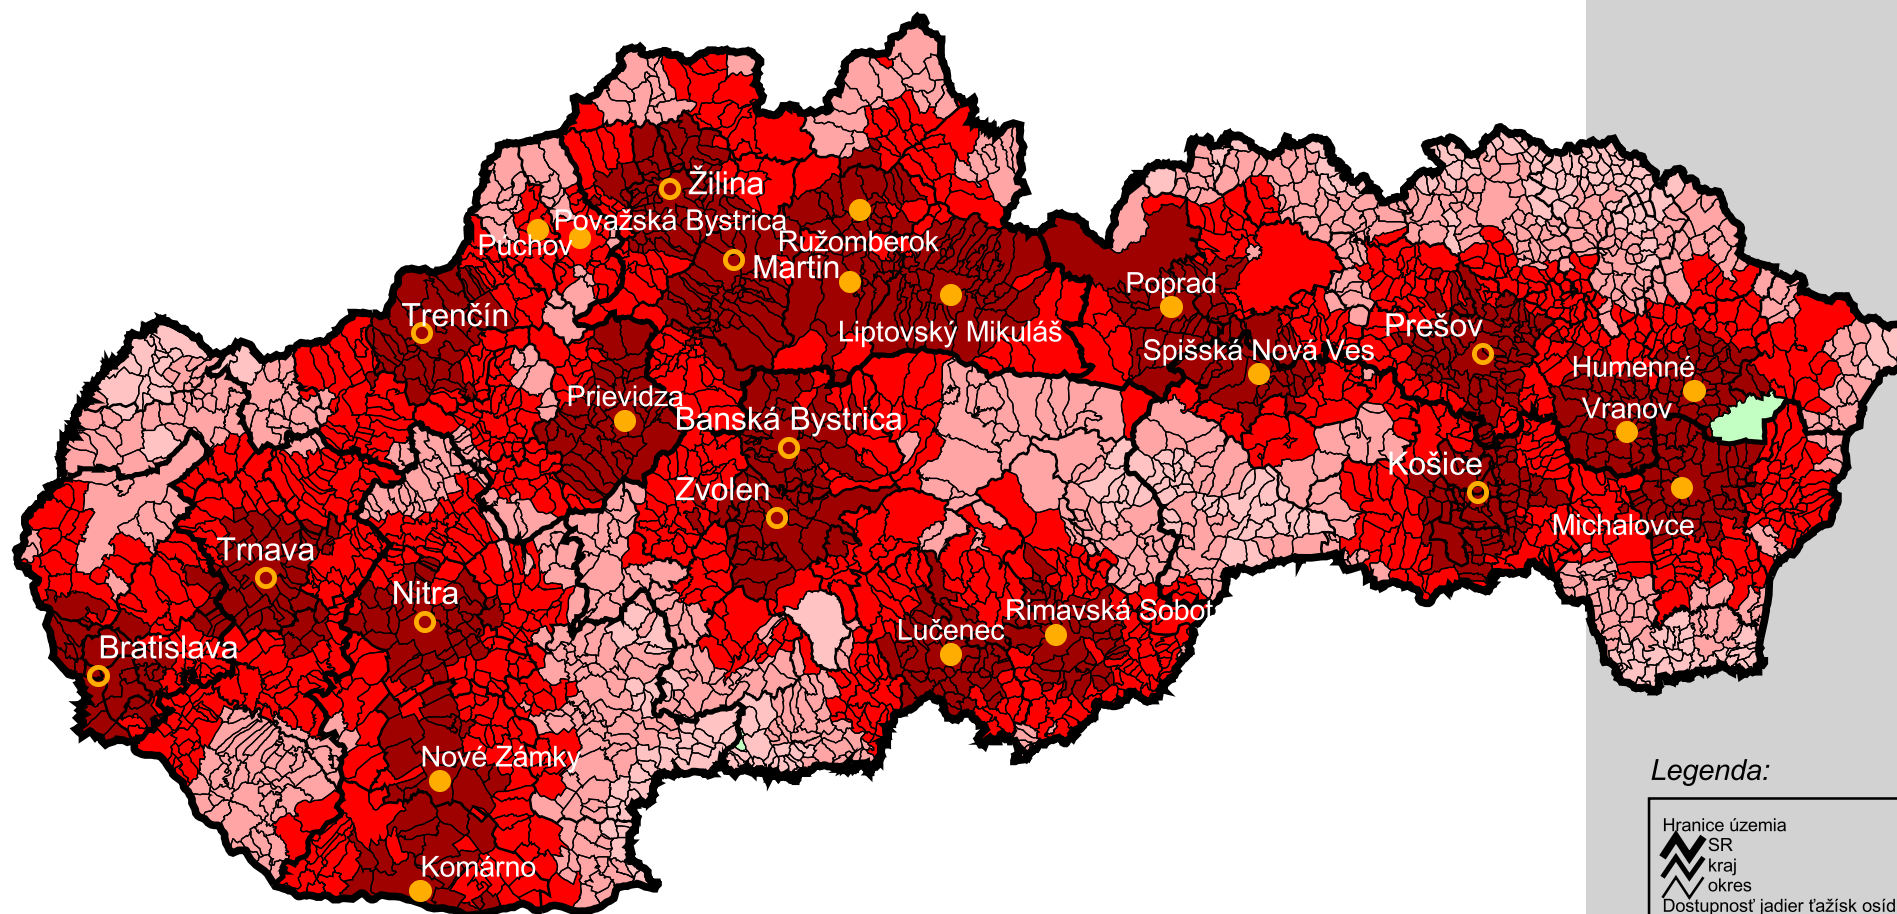 Žilina
Považská Bystrica
Púchov
Ružomberok
Martin
Poprad
Trenčín
Liptovský Mikuláš
Prešov
Spišská Nová Ves
Humenné
Prievidza
Vranov
Banská Bystrica
Košice
Zvolen
Michalovce
Trnava
Nitra
Rimavská Sobot
Lučenec
Bratislava
Nové Zámky
Komárno
Legenda:
Hranice územia
SR
kraj
okres
Dostupnosť jadier ťažísk osíd